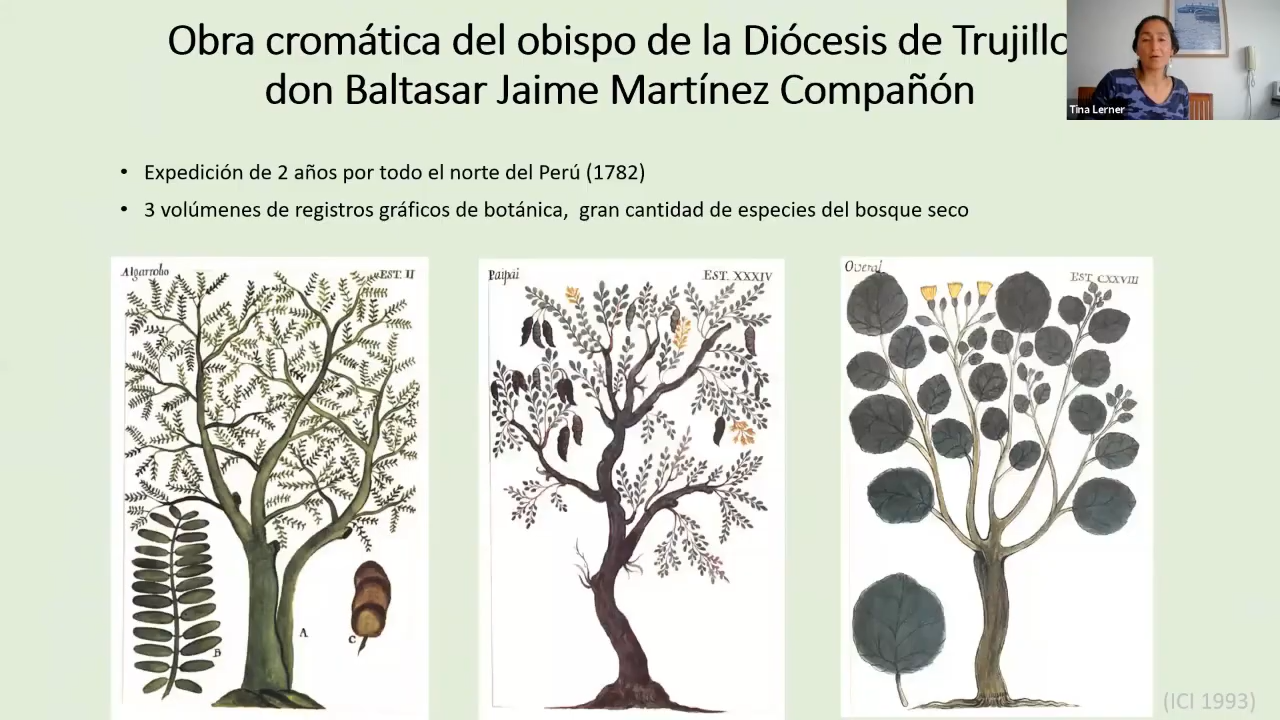 Obra cromática del obispo de la Diócesis de Trujillo
don Baltasar Jaime Martínez Compañón
Tina Lerner
• Expedición de 2 años por todo el norte del Perú (1782)
• 3 volúmenes de registros gráficos de botánica, gran cantidad de especies del bosque seco
Algarrobo
EST. II
A
B
C
Paipai
EST. XXXIV
Overal
EST. CXXVIII
(ICI 1993)